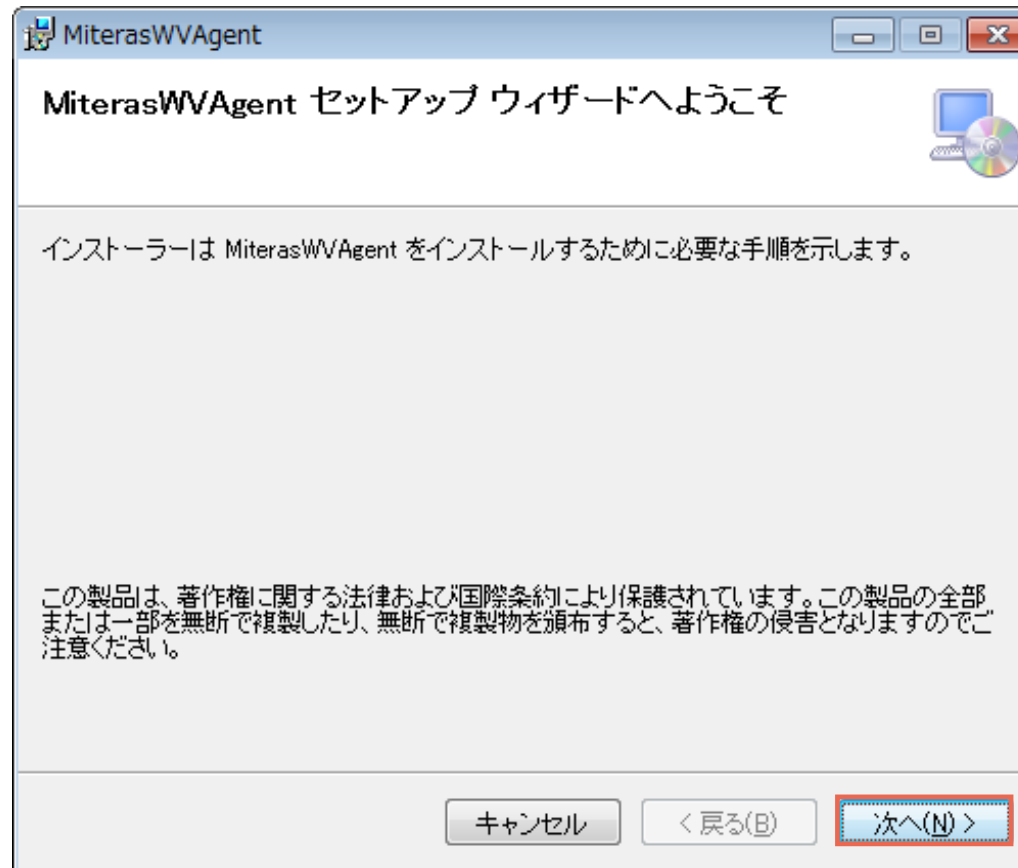 MiterasWVAgent
MiterasWVAgent セットアップ ウィザードへようこそ
インストーラーは MiterasWVAgent をインストールするために必要な手順を示します。
この製品は、著作権に関する法律および国際条約により保護されています。この製品の全部
または一部を無断で複製したり、無断で複製物を頒布すると、著作権の侵害となりますのでご
注意ください。
キャンセル
< 戻る(B)
次へ(N) >